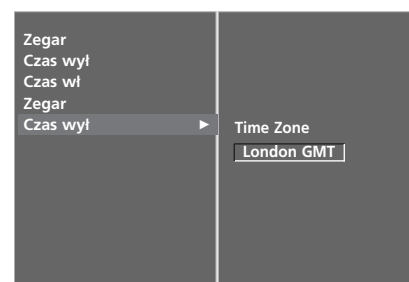 Zegar
Czas wył
Czas wł
Zegar
Czas wył ►
Time Zone
London GMT